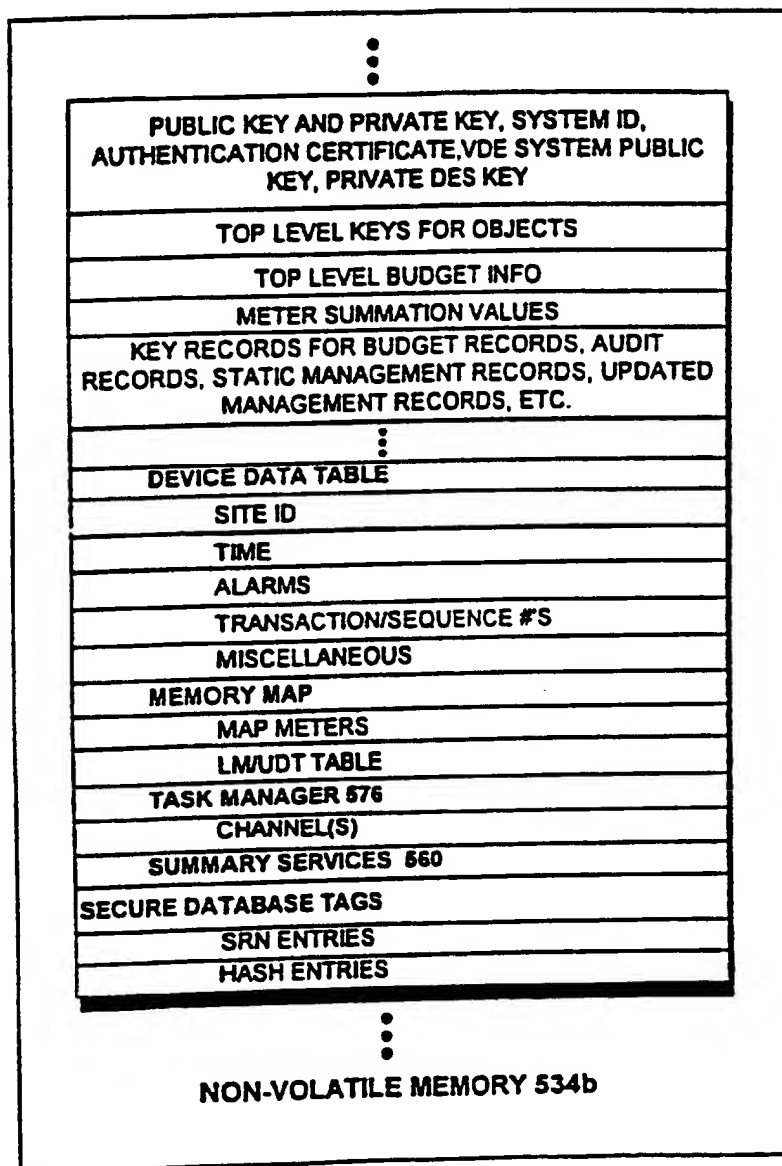 PUBLIC KEY AND PRIVATE KEY, SYSTEM ID,
AUTHENTICATION CERTIFICATE,VDE SYSTEM PUBLIC
KEY, PRIVATE DES KEY
TOP LEVEL KEYS FOR OBJECTS
TOP LEVEL BUDGET INFO
METER SUMMATION VALUES
KEY RECORDS FOR BUDGET RECORDS, AUDIT
RECORDS, STATIC MANAGEMENT RECORDS, UPDATED
MANAGEMENT RECORDS, ETC.
DEVICE DATA TABLE
SITE ID
TIME
ALARMS
TRANSACTION/SEQUENCE #'S
MISCELLANEOUS
MEMORY MAP
MAP METERS
LM/UDT TABLE
TASK MANAGER 576
CHANNEL(S)
SUMMARY SERVICES 560
SECURE DATABASE TAGS
SRN ENTRIES
HASH ENTRIES
NON-VOLATILE MEMORY 534b